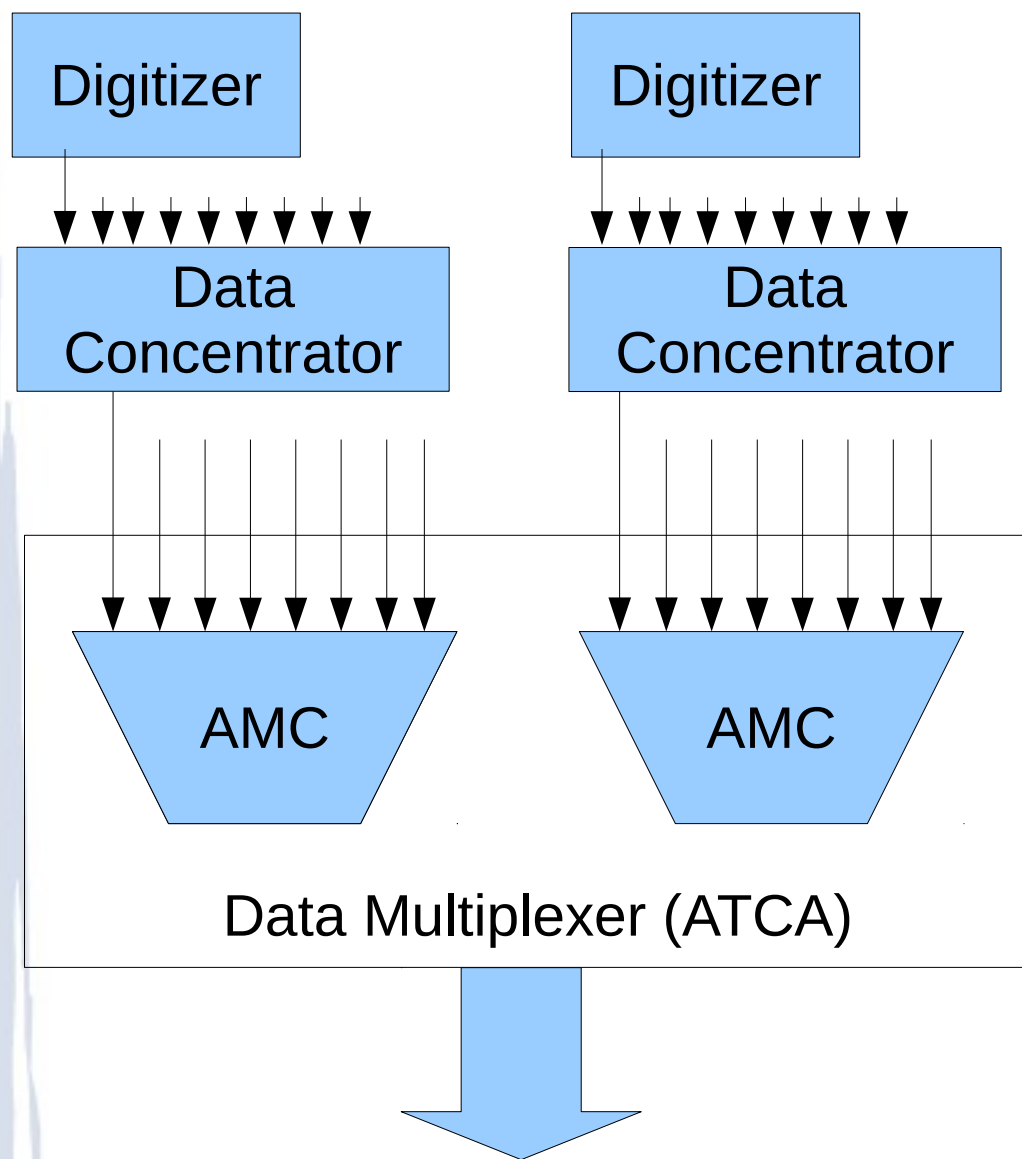 Digitizer
Digitizer
Data
Concentrator
Data
Concentrator
AMC
AMC
Data Multiplexer (ATCA)